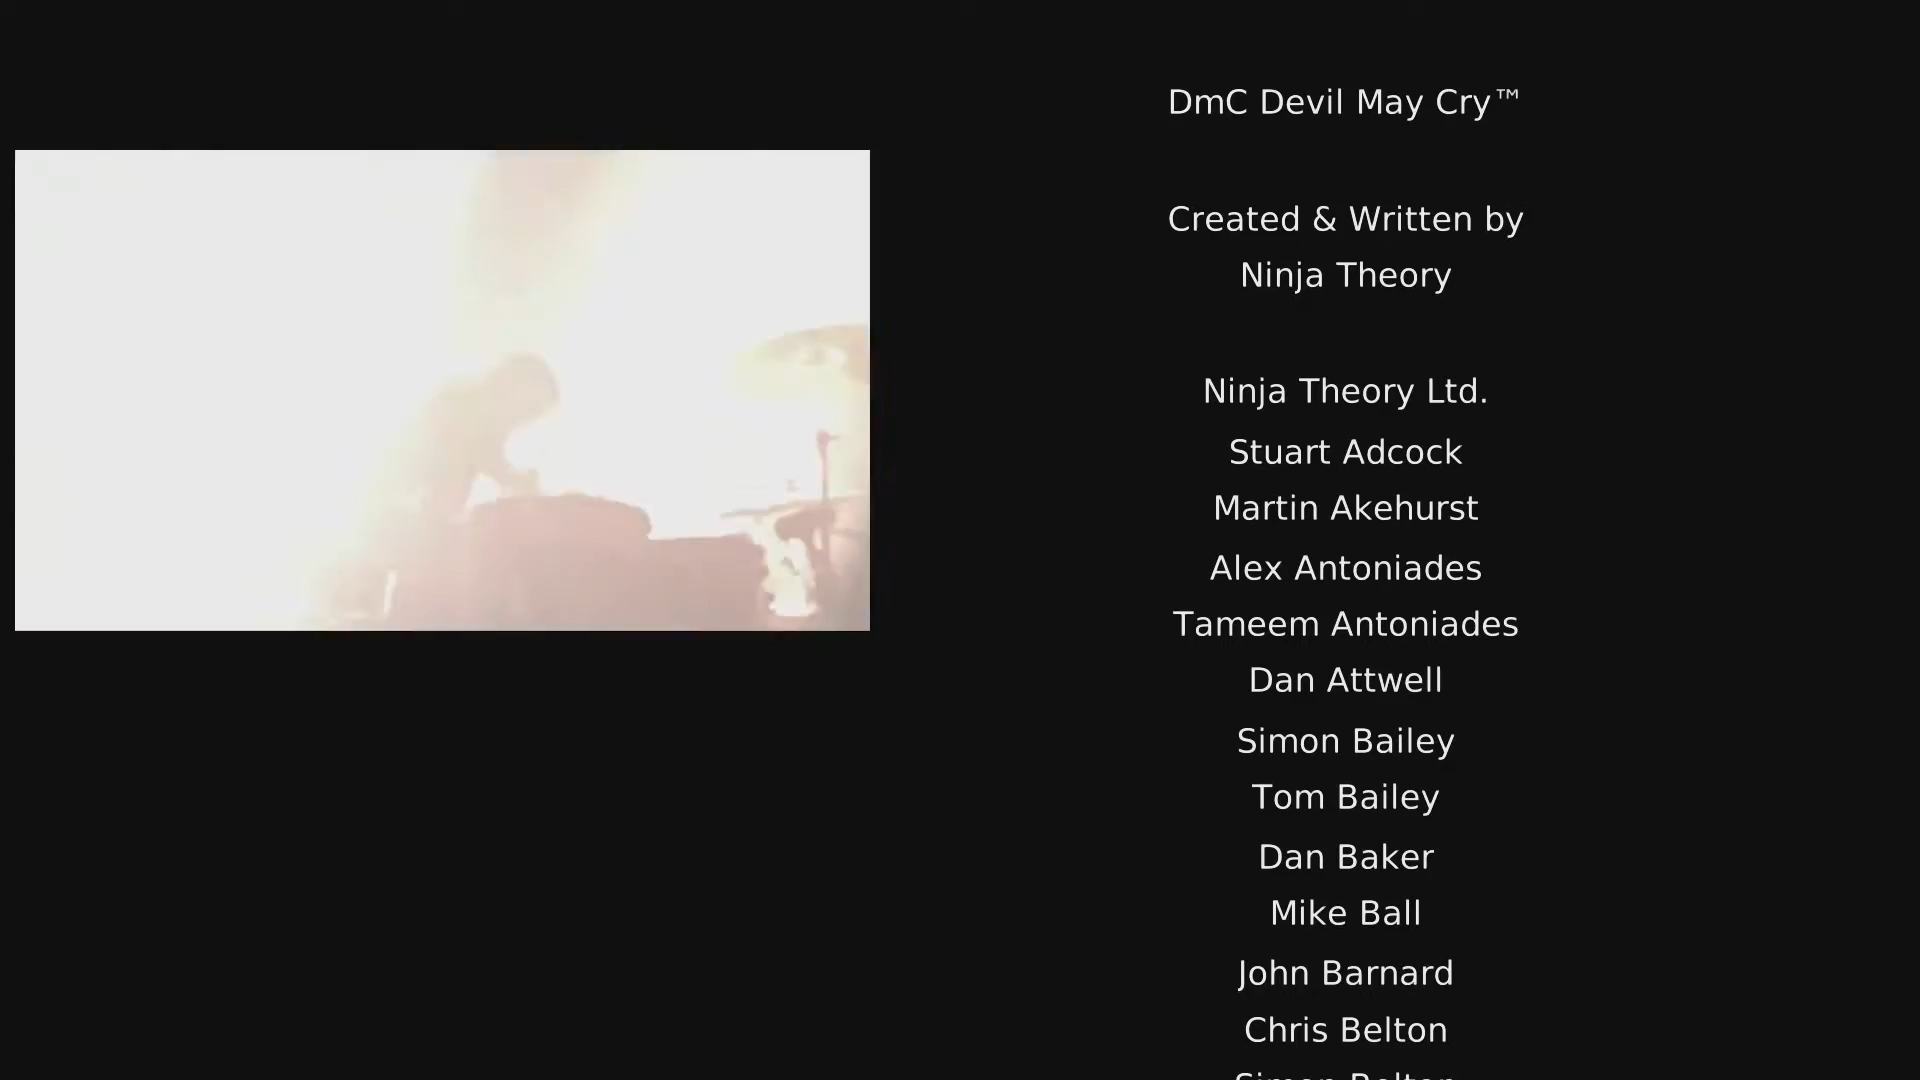 DmC Devil May Cry™
Created & Written by
Ninja Theory
Ninja Theory Ltd.
Stuart Adcock
Martin Akehurst
Alex Antoniades
Tameem Antoniades
Dan Attwell
Simon Bailey
Tom Bailey
Dan Baker
Mike Ball
John Barnard
Chris Belton